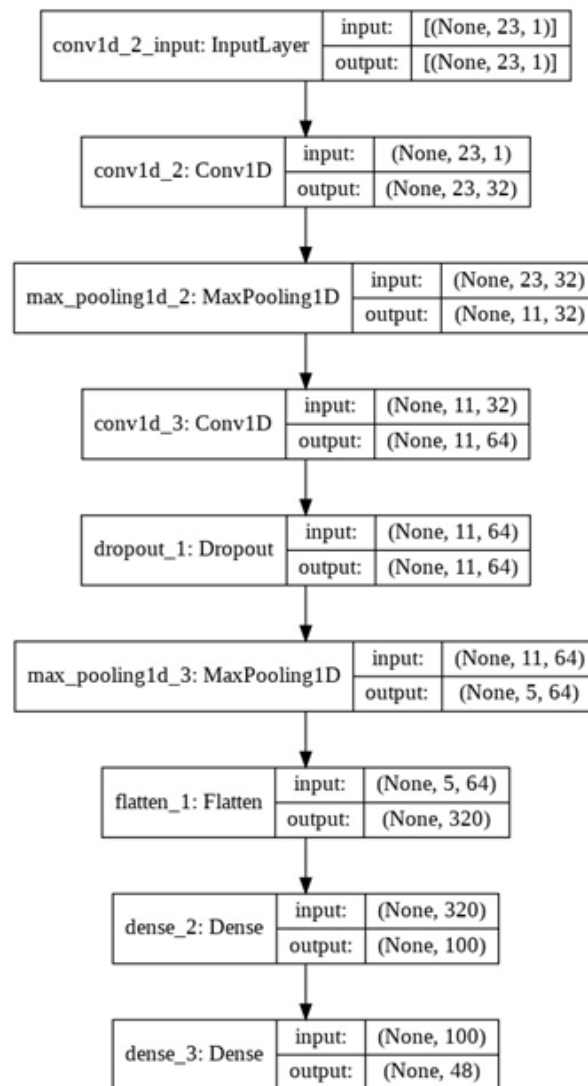 conv1d_2_input: InputLayer input: [(None, 23, 1)]
output: [(None, 23, 1)]
conv1d_2: Conv1D input: (None, 23, 1)
output: (None, 23, 32)
max_pooling1d_2: MaxPooling1D input: (None, 23, 32)
output: (None, 11, 32)
conv1d_3: Conv1D input: (None, 11, 32)
output: (None, 11, 64)
dropout_1: Dropout input: (None, 11, 64)
output: (None, 11, 64)
max_pooling1d_3: MaxPooling1D input: (None, 11, 64)
output: (None, 5, 64)
flatten_1: Flatten input: (None, 5, 64)
output: (None, 320)
dense_2: Dense input: (None, 320)
output: (None, 100)
dense_3: Dense input: (None, 100)
output: (None, 48)